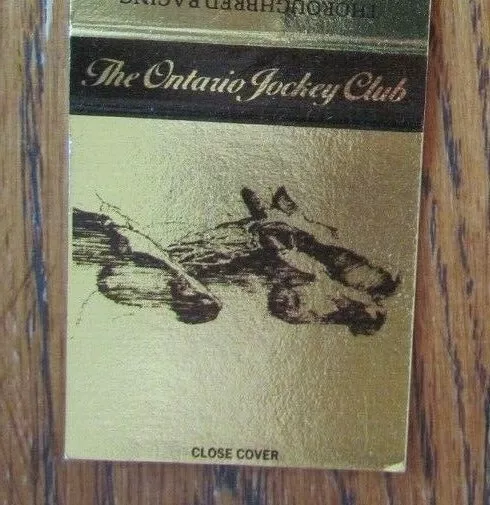 THOROUGHBRED RACING
The Ontario Jockey Club
CLOSE COVER